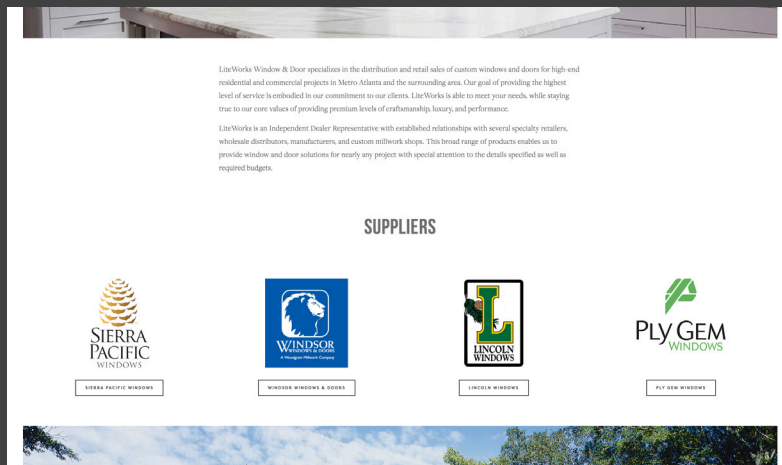 LiteWorks Window & Door specializes in the distribution and retail sales of custom windows and doors for high-end
residential and commercial projects in Metro Atlanta and the surrounding area. Our goal of providing the highest
level of service is embodied in our commitment to our clients. LiteWorks is able to meet your needs, while staying
true to our core values of providing premium levels of craftsmanship, luxury, and performance.
LiteWorks is an Independent Dealer Representative with established relationships with several specialty retailers,
wholesale distributors, manufacturers, and custom millwork shops. This broad range of products enables us to
provide window and door solutions for nearly any project with special attention to the details specified as well as
required budgets.
SUPPLIERS
SIERRA
PACIFIC
WINDOWS
WINDSOR
WINDOWS & DOORS
A Woodgrain Millwork Company
L
LINCOLN
WINDOWS
PLY GEM
WINDOWS
SIERRA PACIFIC WINDOWS
WINDSOR WINDOWS & DOORS
LINCOLN WINDOWS
PLY GEM WINDOWS